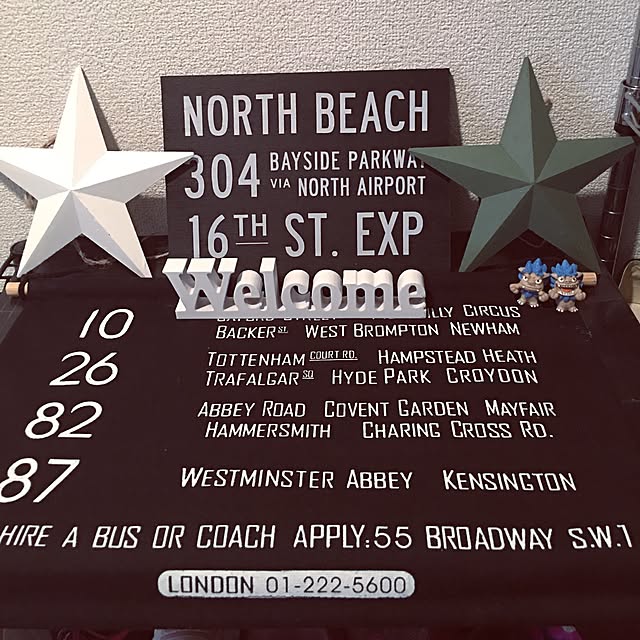 NORTH BEACH
304 BAYSIDE PARKWAY
VIA NORTH AIRPORT
16TH ST. EXP
Welcome
10 CIRCUS
BACKER ST. WEST BROMPTON NEWHAM
26 TOTTENHAM COURT RD. HAMPSTEAD HEATH
TRAFALGAR SQ HYDE PARK CROYDON
82 ABBEY ROAD COVENT GARDEN MAYFAIR
HAMMERSMITH CHARING CROSS RD.
87 WESTMINSTER ABBEY KENSINGTON
HIRE A BUS OR COACH APPLY:55 BROADWAY S.W.1
LONDON 01-222-5600